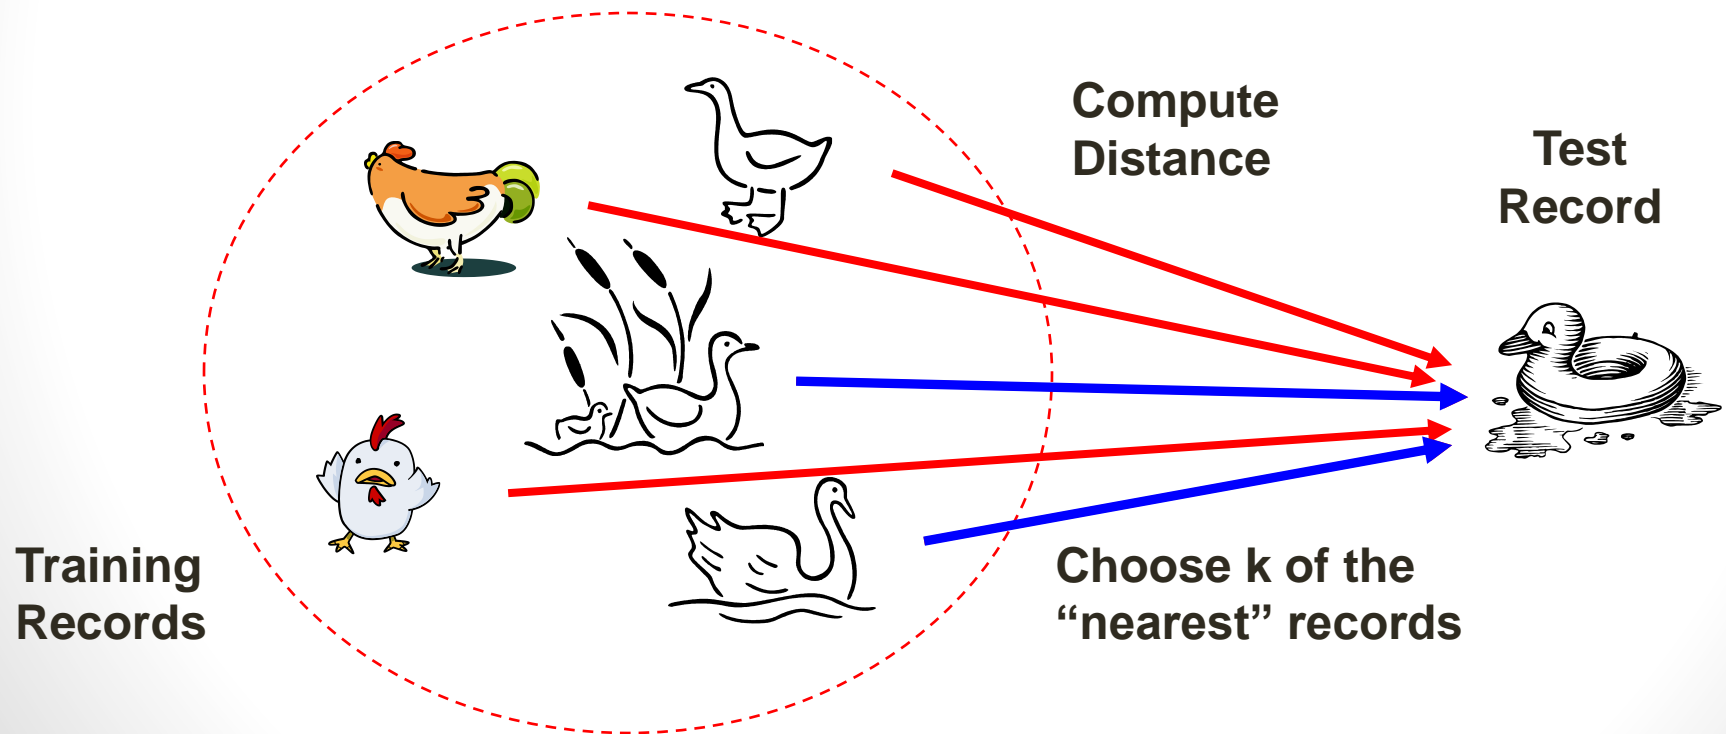 Compute
Distance
Test
Record
Training
Records
Choose k of the
“nearest” records